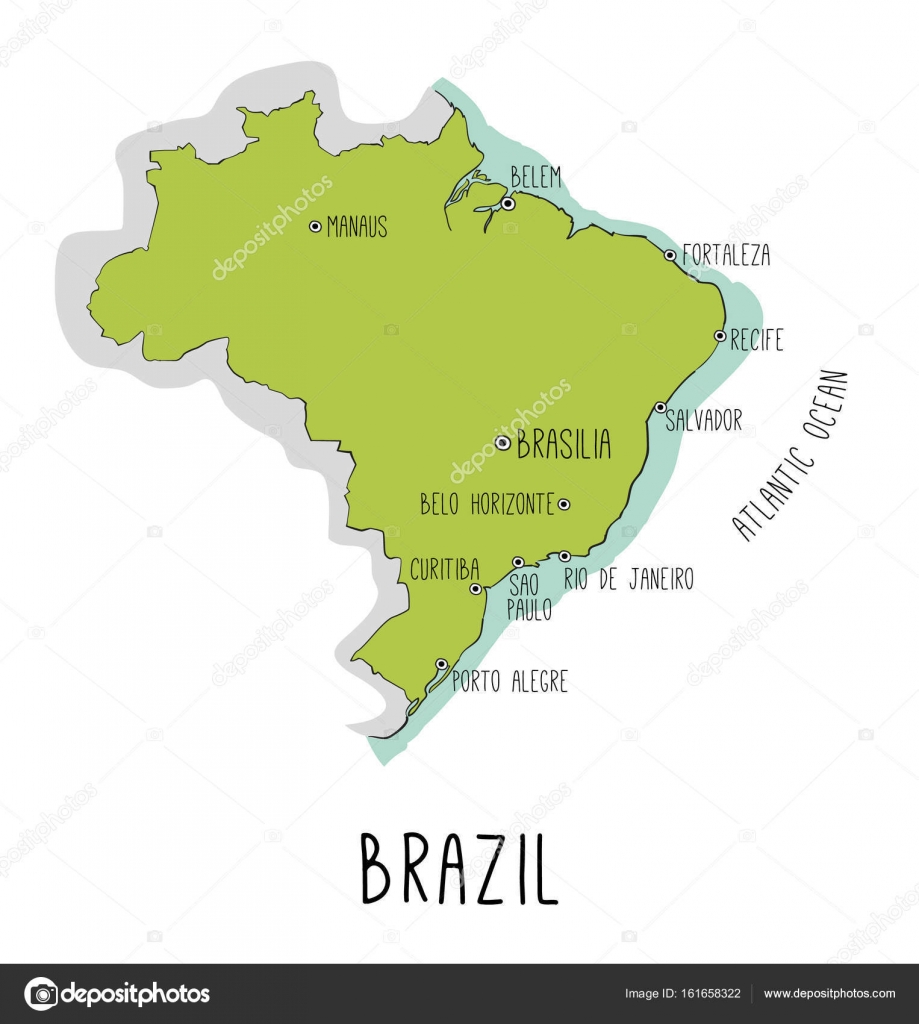 BELEM
MANAUS
FORTALEZA
RECIFE
SALVADOR
ATLANTIC OCEAN
BRASILIA
BELO HORIZONTE
CURITIBA
SAO
PAULO
RIO DE JANEIRO
PORTO ALEGRE
BRAZIL
depositphotos
Image ID: 161658322
www.depositphotos.com